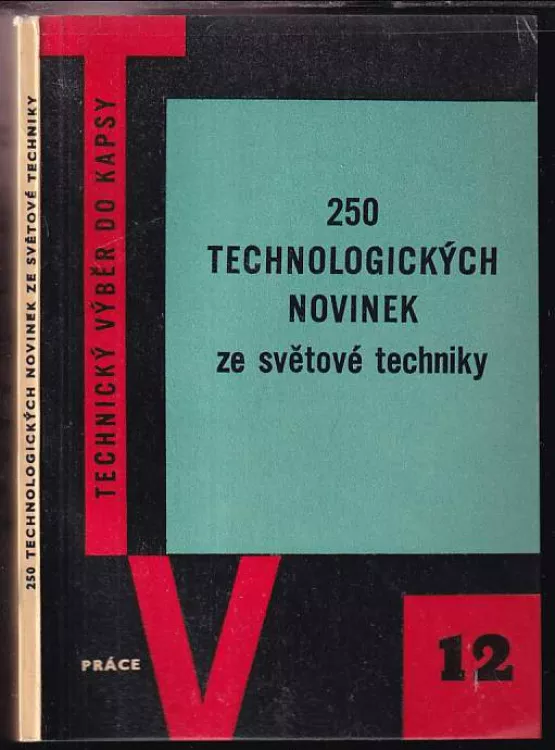 250 TECHNOLOGICKÝCH NOVINEK ZE SVĚTOVÉ TECHNIKY
T
TECHNICKÝ VÝBĚR DO KAPSY
250
TECHNOLOGICKÝCH
NOVINEK
ze světové techniky
V
PRÁCE
12